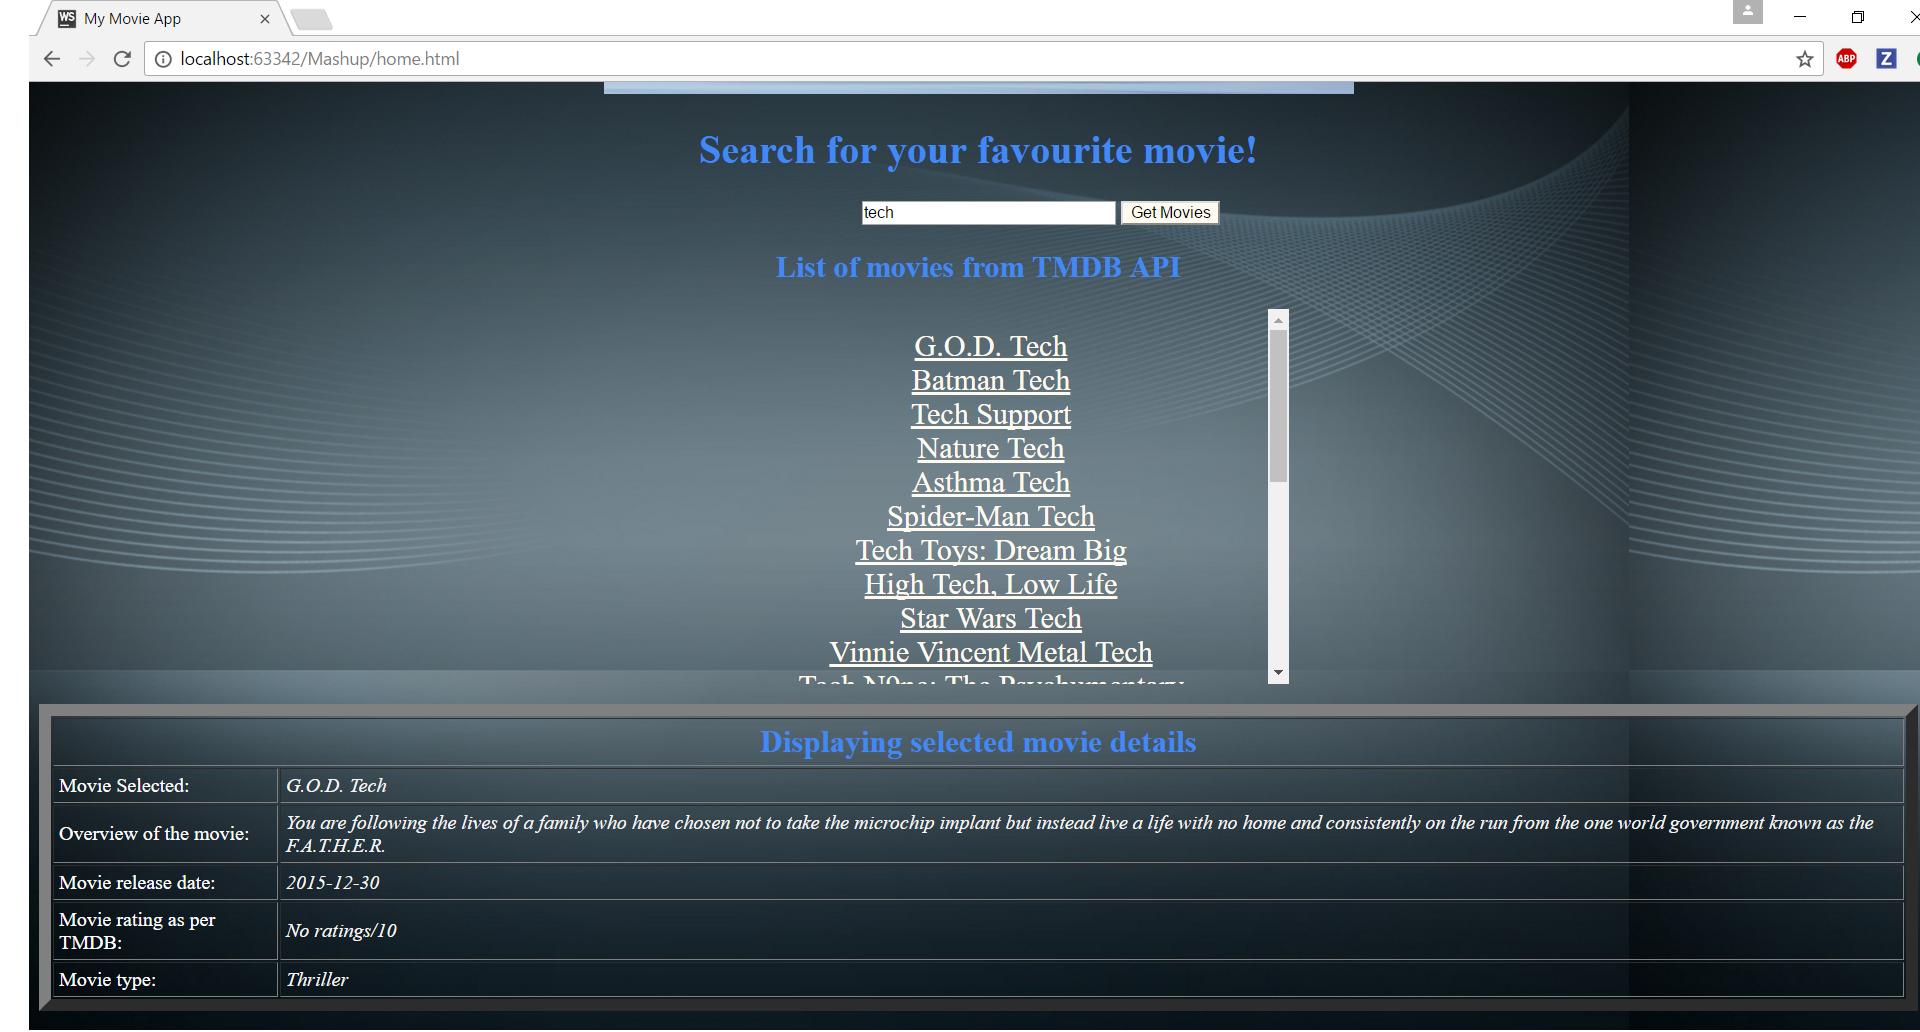 WS My Movie App
localhost:63342/Mashup/home.html
ABP Z
Search for your favourite movie!
tech Get Movies
List of movies from TMDB API
G.O.D. Tech
Batman Tech
Tech Support
Nature Tech
Asthma Tech
Spider-Man Tech
Tech Toys: Dream Big
High Tech, Low Life
Star Wars Tech
Vinnie Vincent Metal Tech
Tech N9ne: The Psychumentary
Displaying selected movie details
Movie Selected: G.O.D. Tech
Overview of the movie: You are following the lives of a family who have chosen not to take the microchip implant but instead live a life with no home and consistently on the run from the one world government known as the
F.A.T.H.E.R.
Movie release date: 2015-12-30
Movie rating as per
TMDB: No ratings/10
Movie type: Thriller